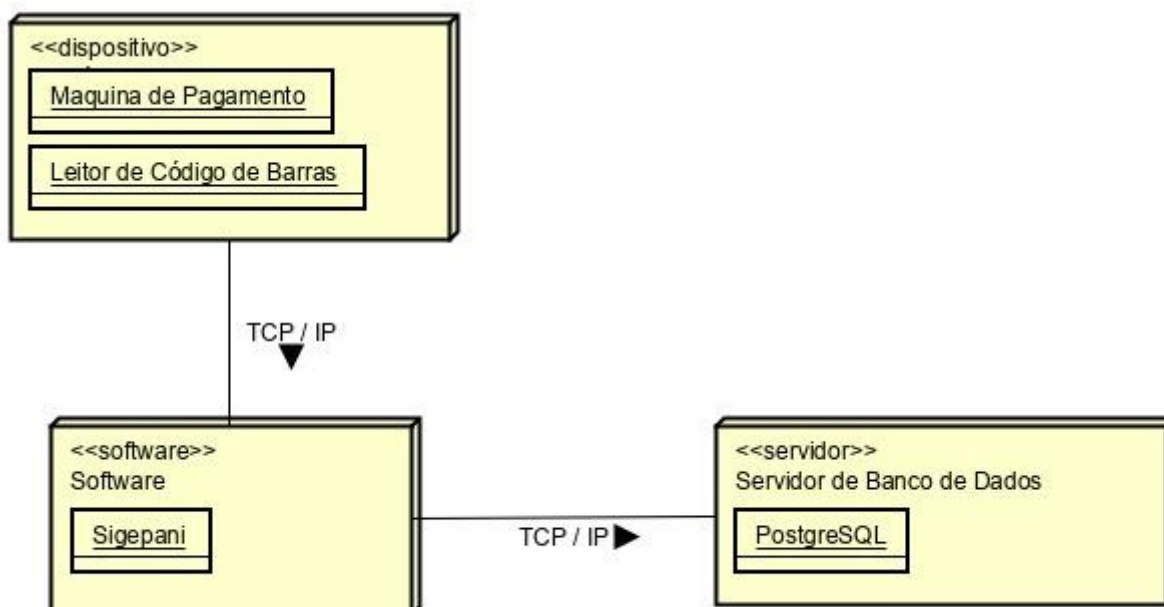 <<dispositivo>>
Maquina de Pagamento
Leitor de Código de Barras
TCP / IP
<<software>>
Software
Sigepani
TCP / IP
<<servidor>>
Servidor de Banco de Dados
PostgreSQL